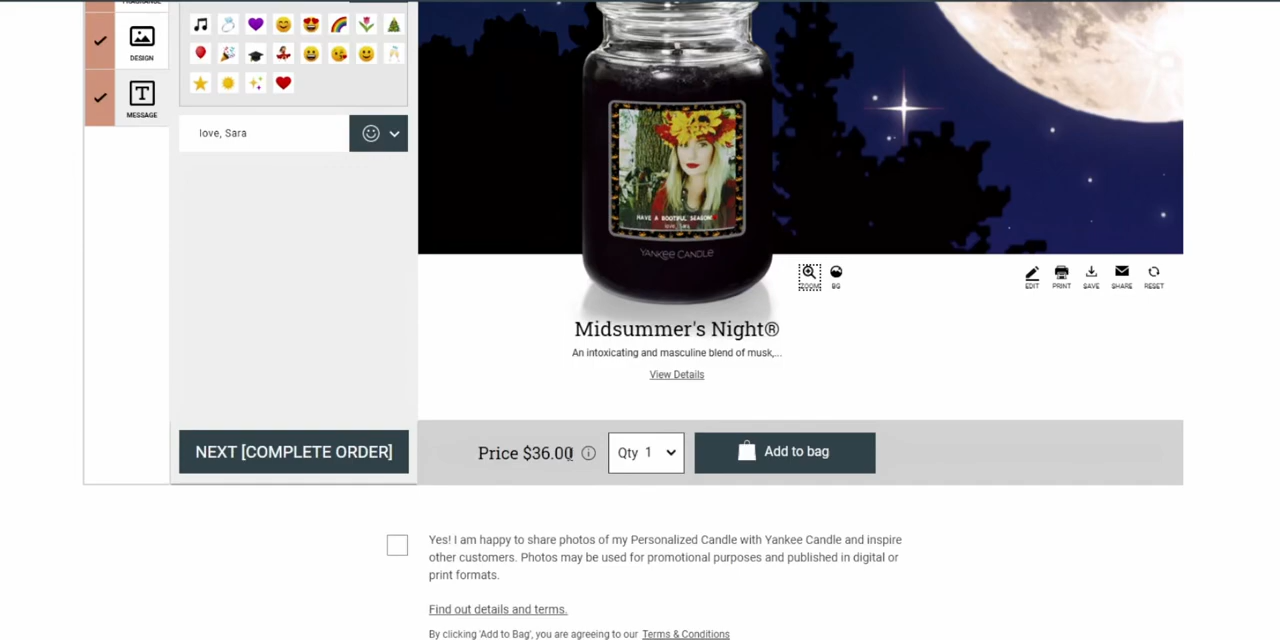 FRAGRANCE
DESIGN
MESSAGE
love, Sara
HAVE A BOOTIFUL SEASON!
love, Sara
YANKEE CANDLE
ZOOM
BG
EDIT
PRINT
SAVE
SHARE
RESET
Midsummer's Night®
An intoxicating and masculine blend of musk,...
View Details
NEXT [COMPLETE ORDER]
Price $36.00
Qty 1
Add to bag
Yes! I am happy to share photos of my Personalized Candle with Yankee Candle and inspire
other customers. Photos may be used for promotional purposes and published in digital or
print formats.
Find out details and terms.
By clicking 'Add to Bag', you are agreeing to our Terms & Conditions